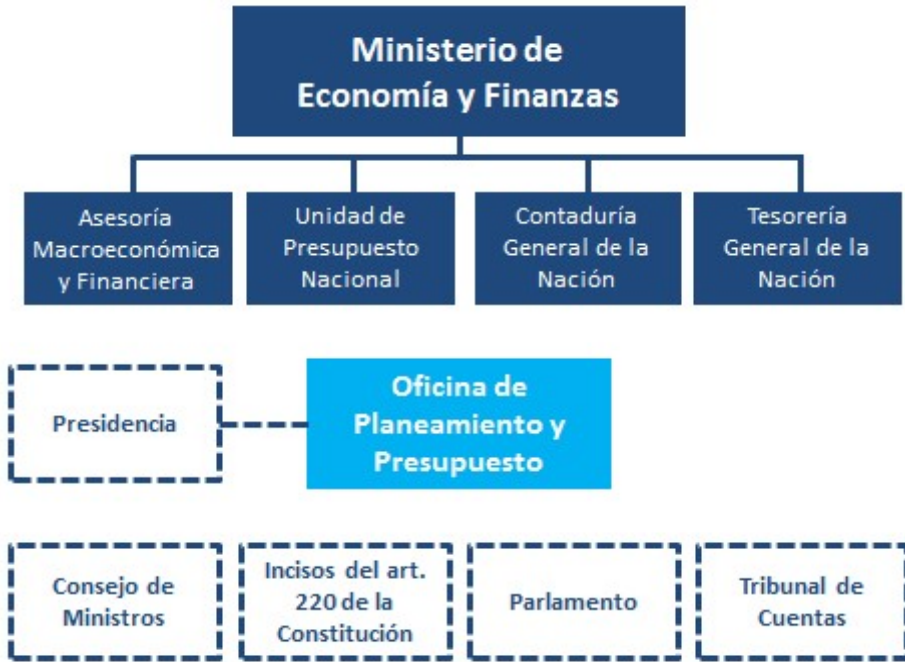 Ministerio de
Economía y Finanzas
Asesoría
Macroeconómica
y Financiera
Unidad de
Presupuesto
Nacional
Contaduría
General de la
Nación
Tesorería
General de la
Nación
Presidencia
Oficina de
Planeamiento y
Presupuesto
Consejo de
Ministros
Incisos del art.
220 de la
Constitución
Parlamento
Tribunal de
Cuentas